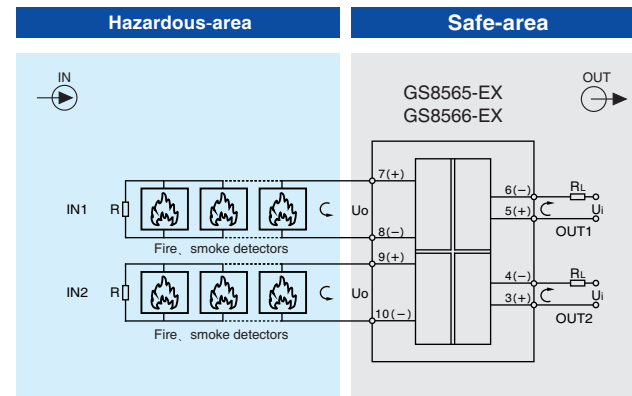 Hazardous-area
Safe-area
IN
OUT
GS8565-EX
GS8566-EX
7(+)
6(−)
RL
IN1
R
Uo
5(+)
Ui
OUT1
8(−)
Fire、smoke detectors
9(+)
4(−)
RL
IN2
R
Uo
3(+)
Ui
OUT2
10(−)
Fire、smoke detectors